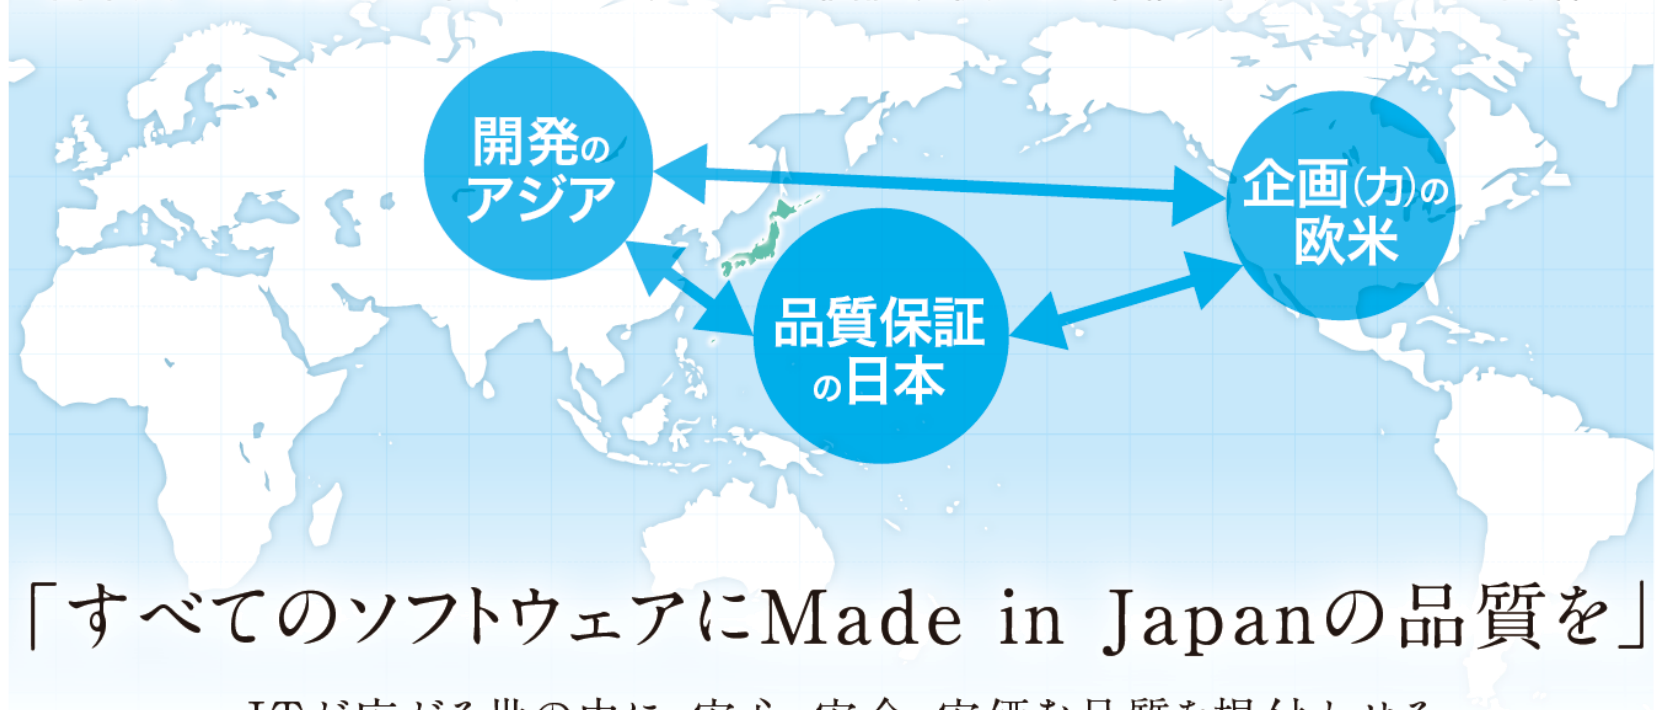 開発の
アジア
企画(力)の
欧米
品質保証
の日本
「すべてのソフトウェアにMade in Japanの品質を」